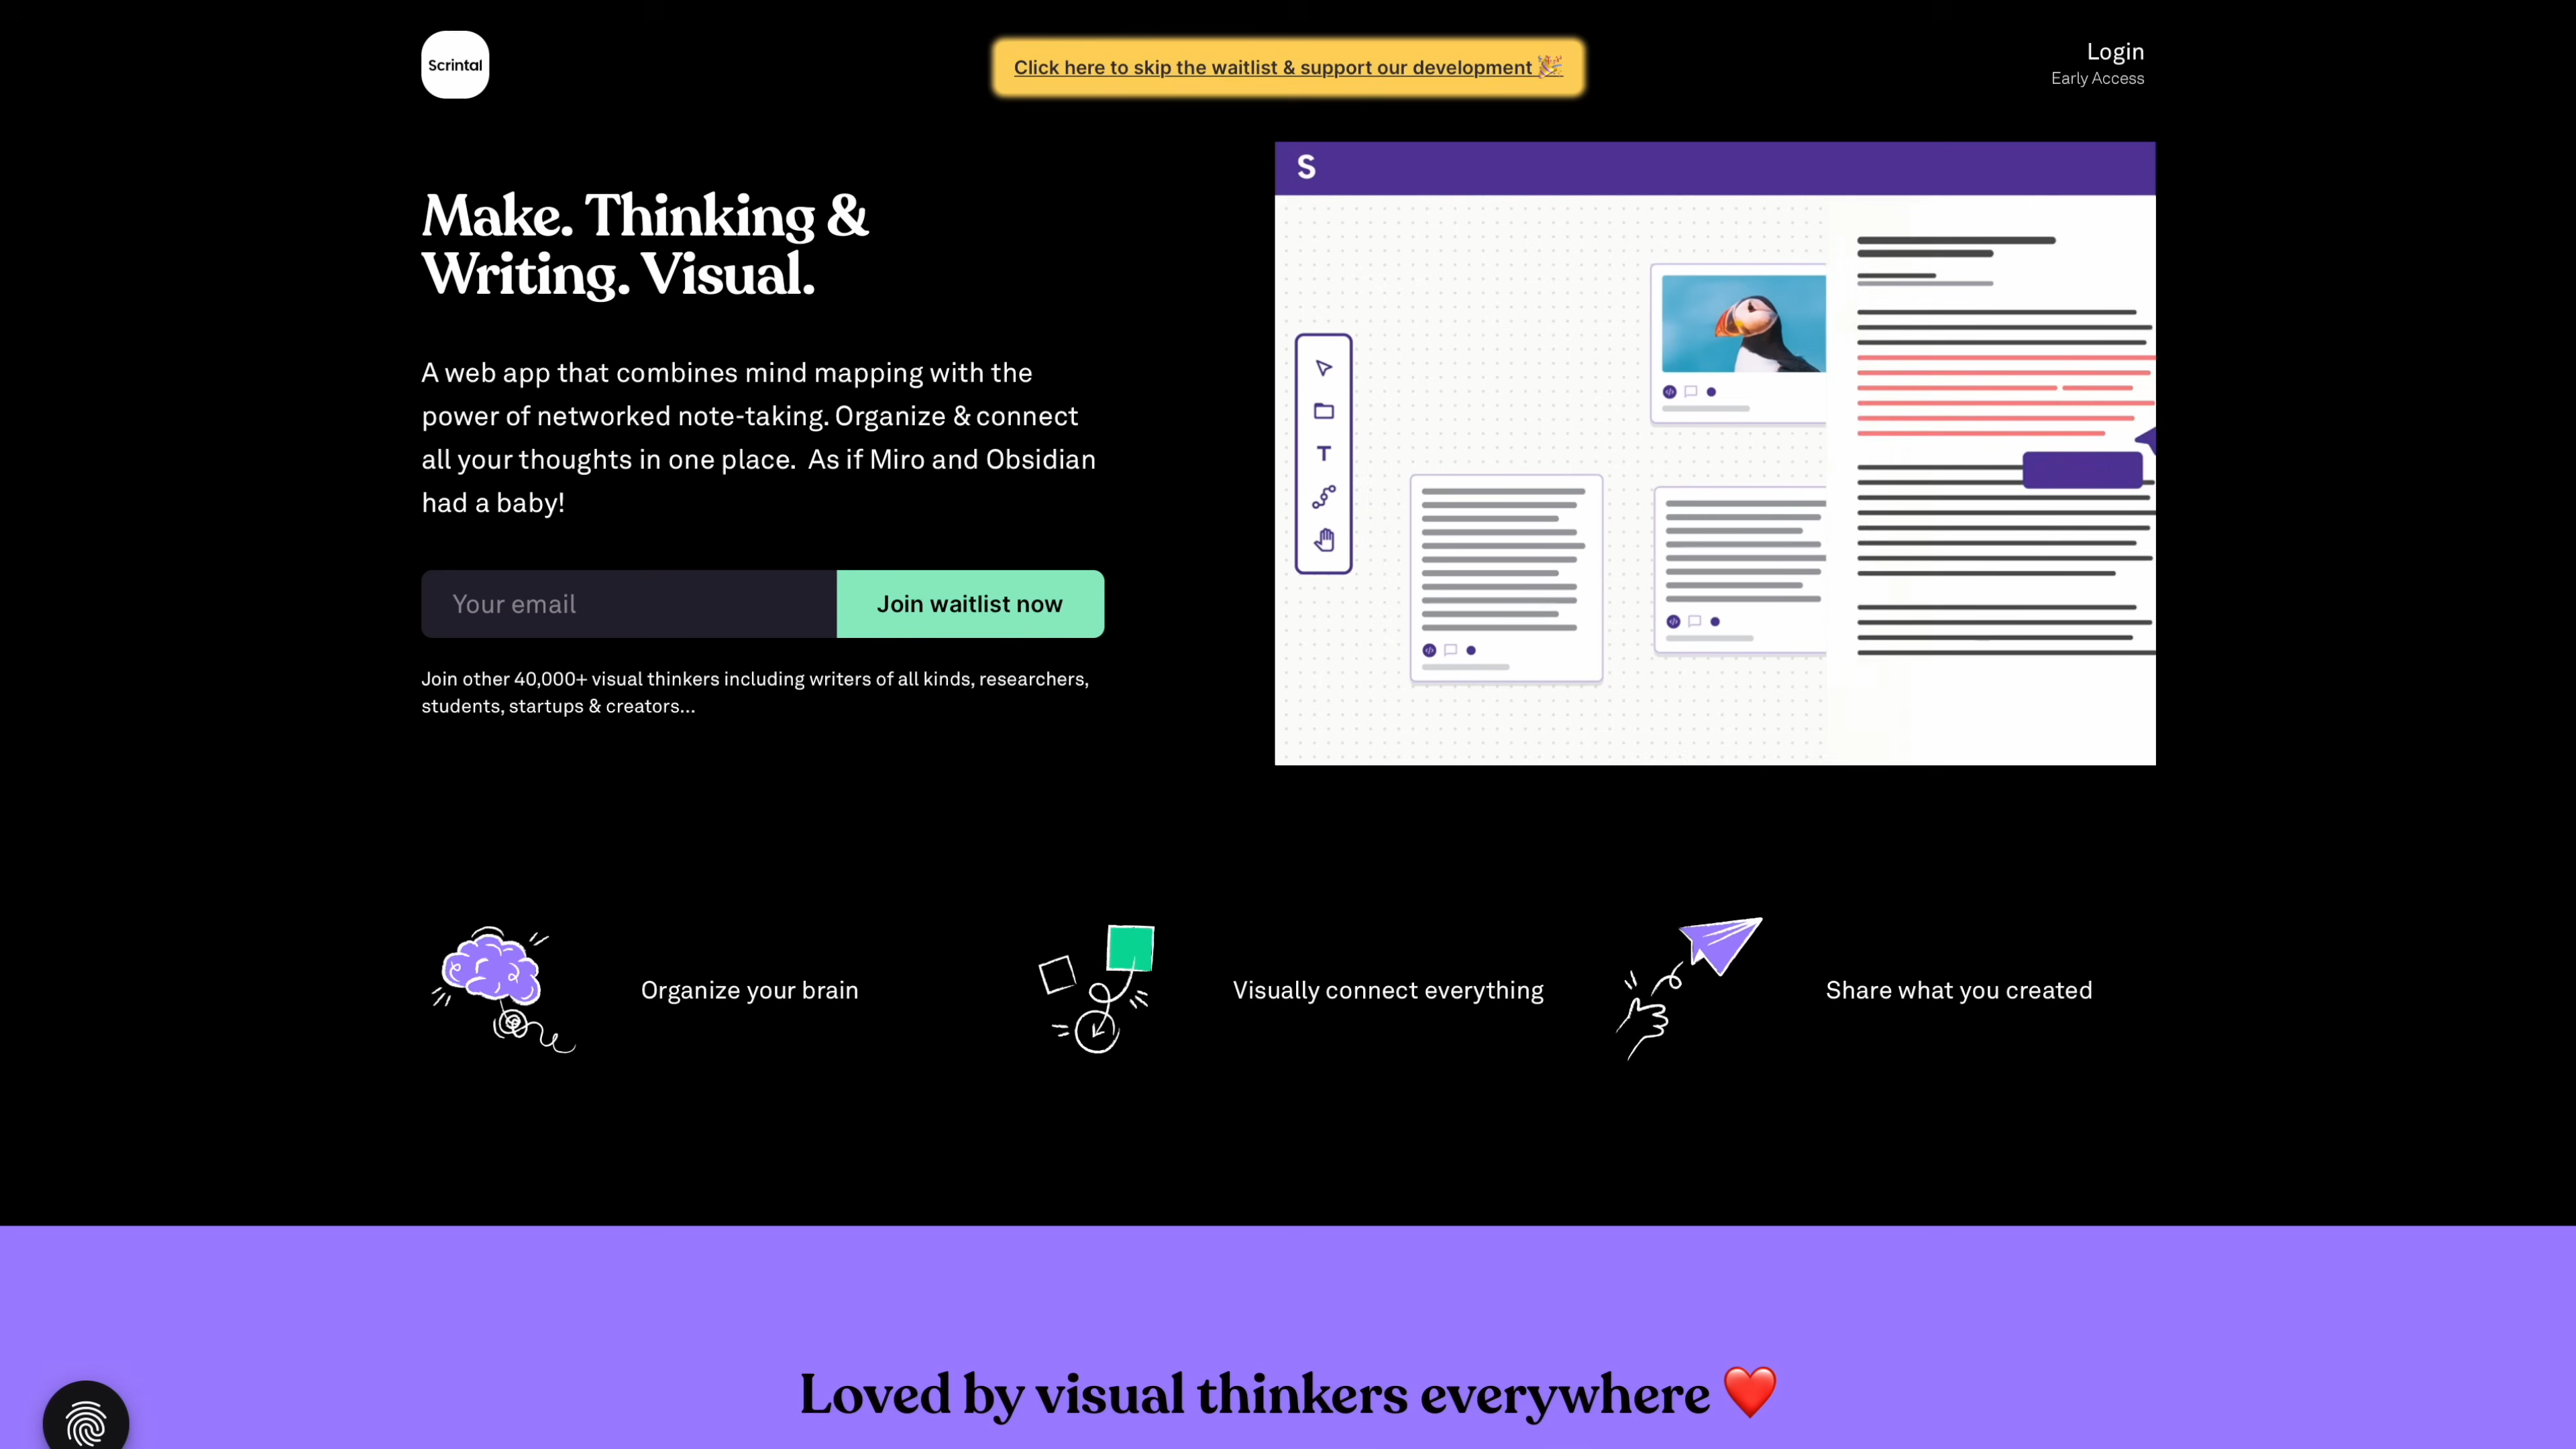 Scrintal
Click here to skip the waitlist & support our development 🎉
Login
Early Access
Make. Thinking &
Writing. Visual.
A web app that combines mind mapping with the
power of networked note-taking. Organize & connect
all your thoughts in one place.  As if Miro and Obsidian
had a baby!
Your email
Join waitlist now
Join other 40,000+ visual thinkers including writers of all kinds, researchers,
students, startups & creators...
S
T
Organize your brain
Visually connect everything
Share what you created
Loved by visual thinkers everywhere ❤️